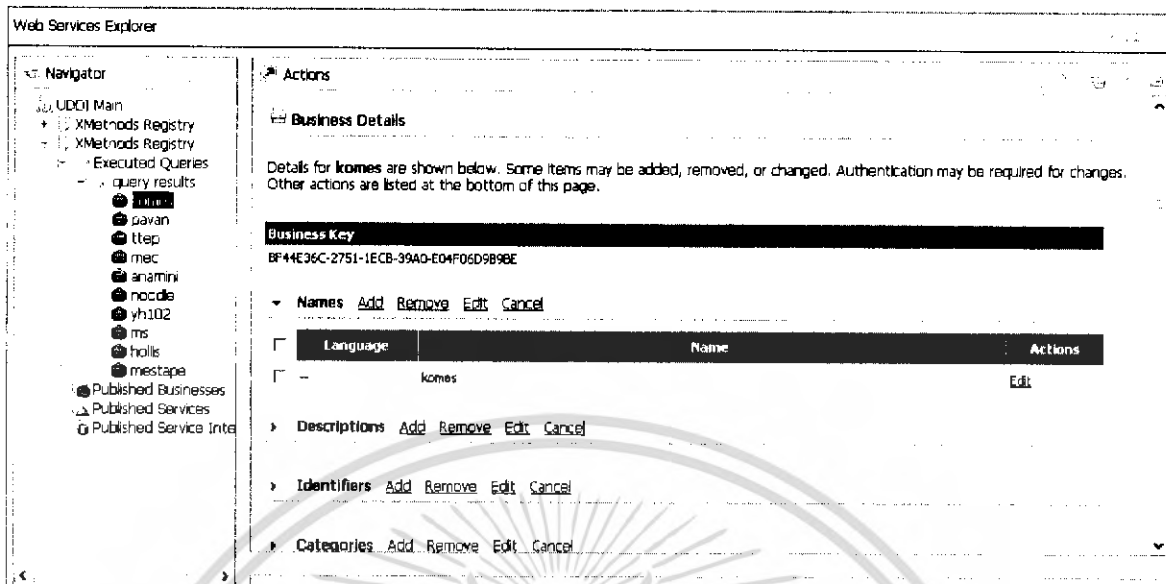 Web Services Explorer
Navigator
UDDI Main
XMethods Registry
XMethods Registry
Executed Queries
query results
komes
pavan
ttep
mec
anamini
noodle
yh102
ms
hollis
mestape
Published Businesses
Published Services
Published Service Inte
Actions
Business Details
Details for komes are shown below. Some items may be added, removed, or changed. Authentication may be required for changes.
Other actions are listed at the bottom of this page.
Business Key
BF44E36C-2751-1ECB-39A0-E04F06D9B9BE
Names Add Remove Edit Cancel
Language Name Actions
-- komes Edit
Descriptions Add Remove Edit Cancel
Identifiers Add Remove Edit Cancel
Categories Add Remove Edit Cancel